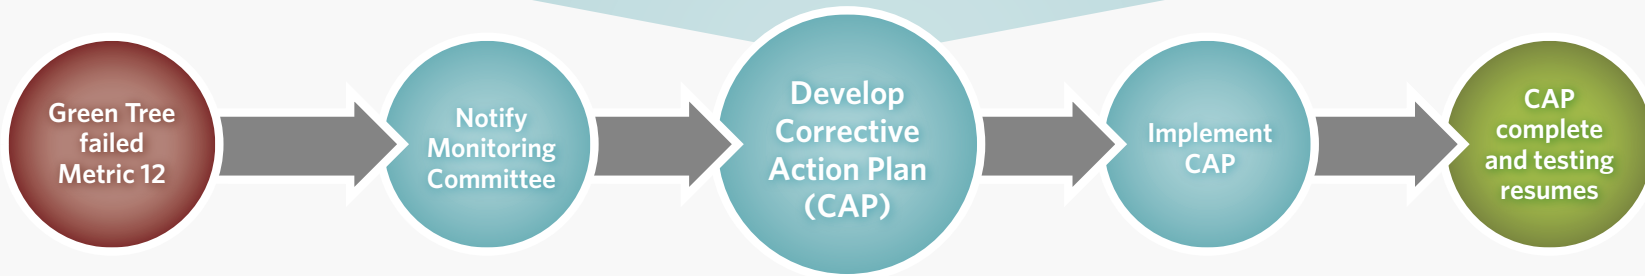 Green Tree
failed
Metric 12
Notify
Monitoring
Committee
Develop
Corrective
Action Plan
(CAP)
Implement
CAP
CAP
complete
and testing
resumes